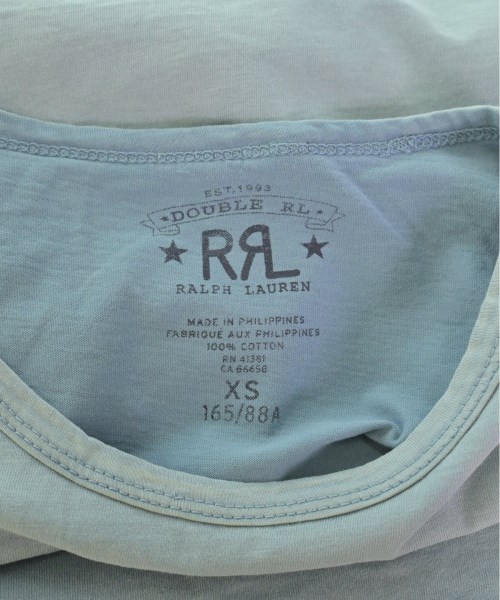 EST.1993
DOUBLE RL
RRL
RALPH LAUREN
MADE IN PHILIPPINES
FABRIQUÉ AUX PHILIPPINES
100% COTTON
RN 41381
CA 66658
XS
165/88A